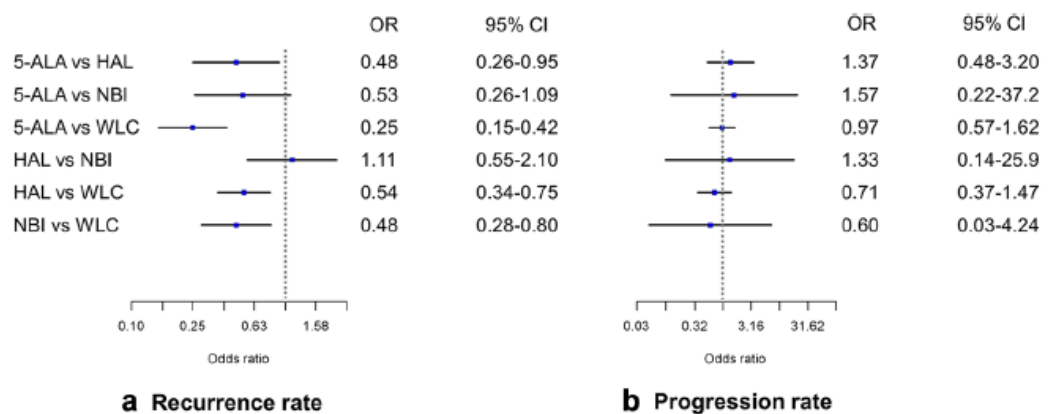 OR 95% CI OR 95% CI
5-ALA vs HAL 0.48 0.26-0.95 1.37 0.48-3.20
5-ALA vs NBI 0.53 0.26-1.09 1.57 0.22-37.2
5-ALA vs WLC 0.25 0.15-0.42 0.97 0.57-1.62
HAL vs NBI 1.11 0.55-2.10 1.33 0.14-25.9
HAL vs WLC 0.54 0.34-0.75 0.71 0.37-1.47
NBI vs WLC 0.48 0.28-0.80 0.60 0.03-4.24
0.10 0.25 0.63 1.58 0.03 0.32 3.16 31.62
Odds ratio Odds ratio
a Recurrence rate b Progression rate